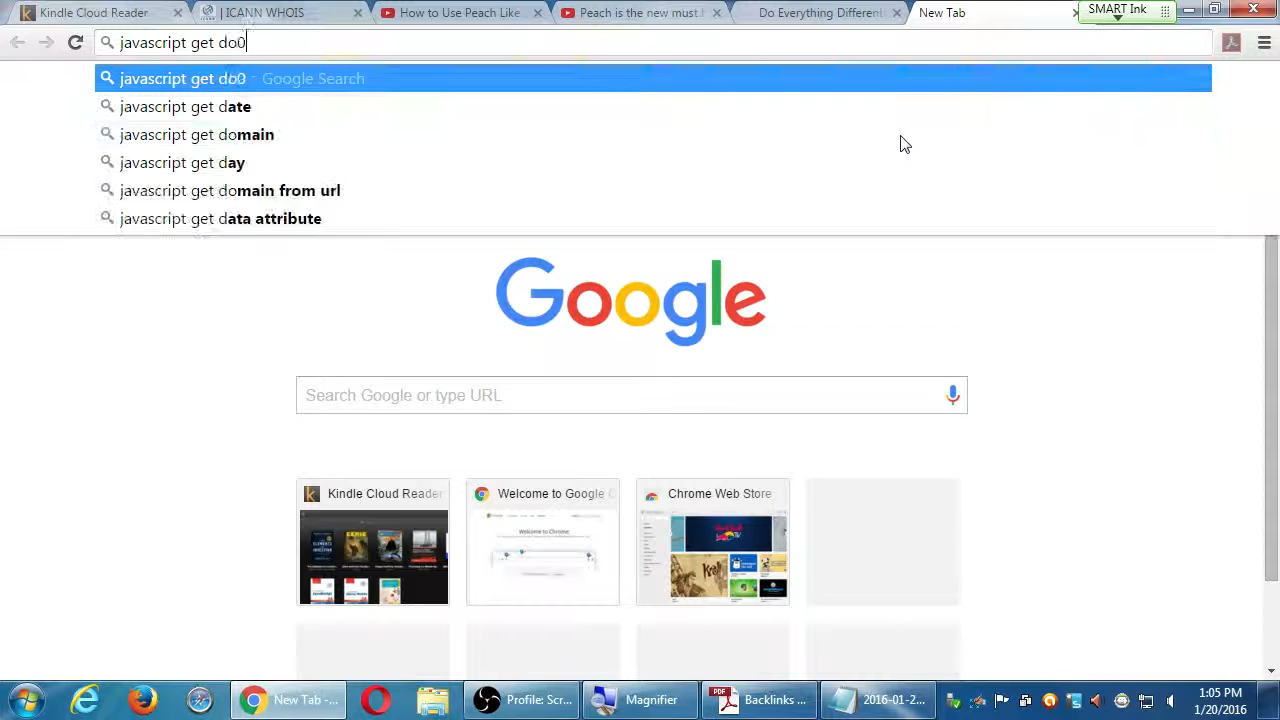 Kindle Cloud Reader
| ICANN WHOIS
How to Use Peach Like
Peach is the new must h
Do Everything Different
New Tab
SMART Ink
javascript get do0
javascript get do0 - Google Search
javascript get date
javascript get domain
javascript get day
javascript get domain from url
javascript get data attribute
Google
Search Google or type URL
Kindle Cloud Reader
Welcome to Google C
Chrome Web Store
Welcome to Chrome
New Tab -...
Profile: Scr...
Magnifier
PDF
Backlinks ...
2016-01-2...
1:05 PM
1/20/2016